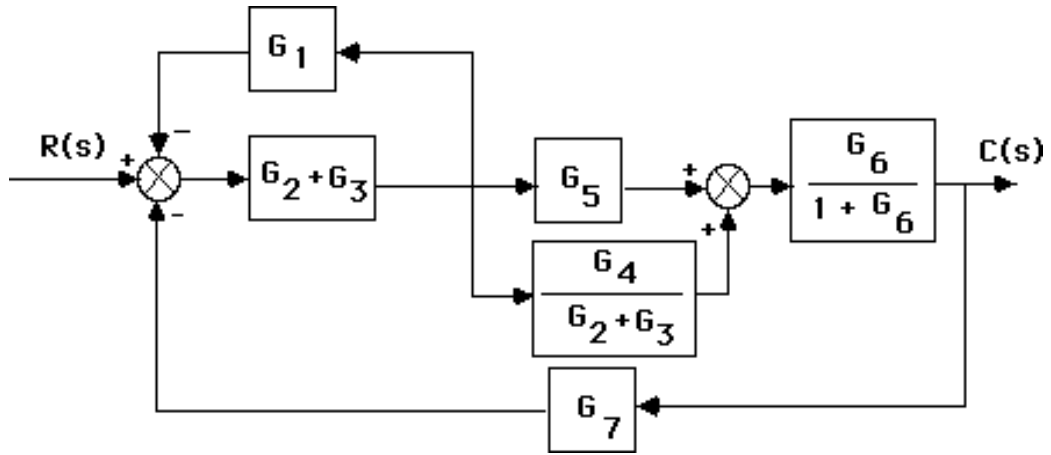 G1
−
R(s)
+
G2+G3
−
G5
+
+
G4
G2+G3
G6
1 + G6
C(s)
G7